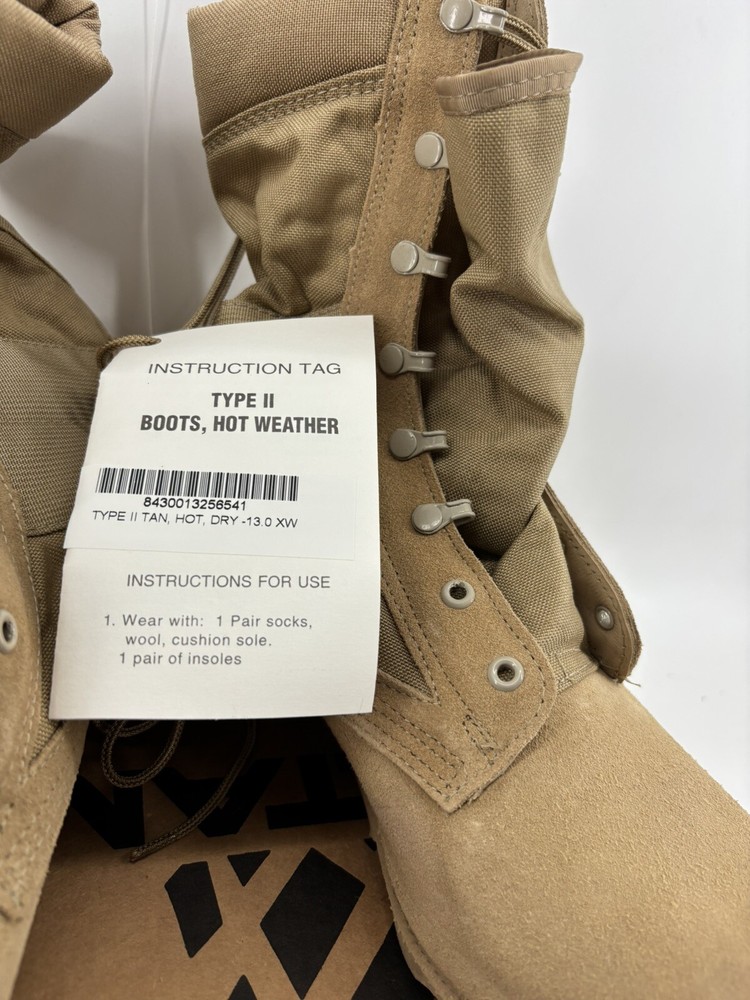 INSTRUCTION TAG
TYPE II
BOOTS, HOT WEATHER
8430013256541
TYPE II TAN, HOT, DRY -13.0 XW
INSTRUCTIONS FOR USE
1. Wear with: 1 Pair socks,
wool, cushion sole.
1 pair of insoles